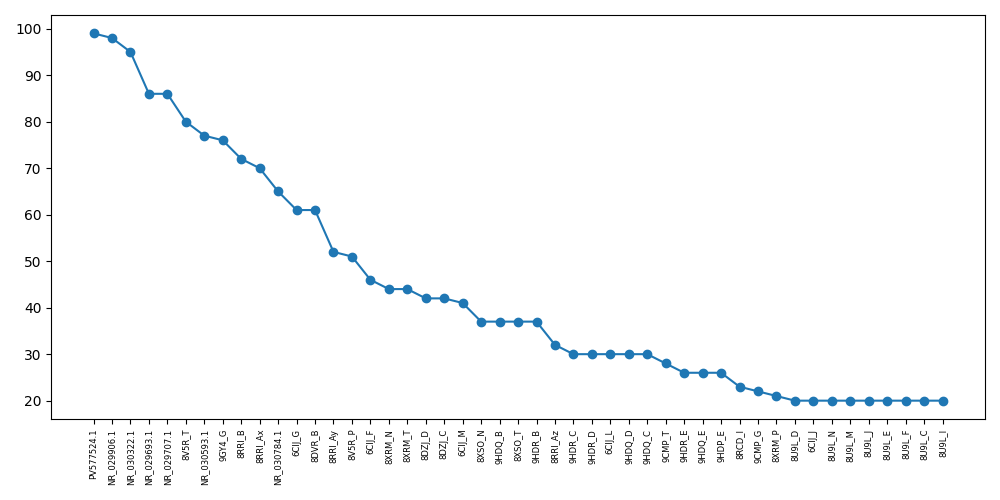 100
90
80
70
60
50
40
30
20
PV577524.1
NR_029906.1
NR_030322.1
NR_029693.1
NR_029707.1
8V5R_T
NR_030593.1
9GY4_G
8RRI_B
8RRI_Ax
NR_030784.1
6CIJ_G
8DVR_B
8RRI_Ay
8V5R_P
6CIJ_F
8XRM_N
8XRM_T
8DZJ_D
8DZJ_C
6CIJ_M
8XSO_N
9HDQ_B
8XSO_T
9HDR_B
8RRI_Az
9HDR_C
9HDR_D
6CIJ_L
9HDQ_D
9HDQ_C
9CMP_T
9HDR_E
9HDQ_E
9HDP_E
8RCD_I
9CMP_G
8XRM_P
8U9L_D
6CIJ_J
8U9L_N
8U9L_M
8U9L_J
8U9L_E
8U9L_F
8U9L_C
8U9L_I